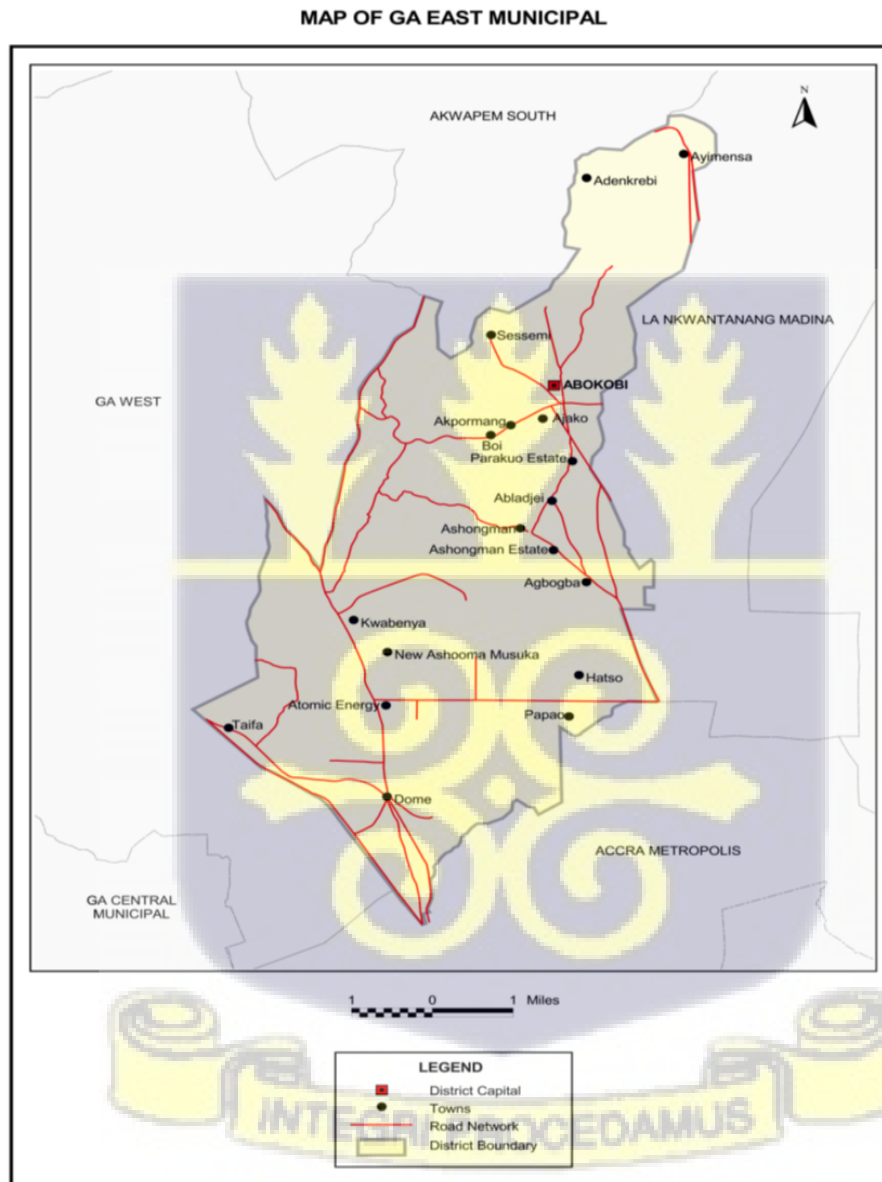 MAP OF GA EAST MUNICIPAL
N
AKWAPEM SOUTH
Ayimensa
Adenkrebi
LA NKWANTANANG MADINA
Sessemi
ABOKOBI
GA WEST
Akpormang
Ajako
Boi
Parakuo Estate
Abladjei
Ashongman
Ashongman Estate
Agbogba
Kwabenya
New Ashooma Musuka
Hatso
Atomic Energy
Papao
Taifa
Dome
ACCRA METROPOLIS
GA CENTRAL
MUNICIPAL
1 0 1 Miles
LEGEND
District Capital
Towns
Road Network
District Boundary
INTEGRI PROCEDAMUS